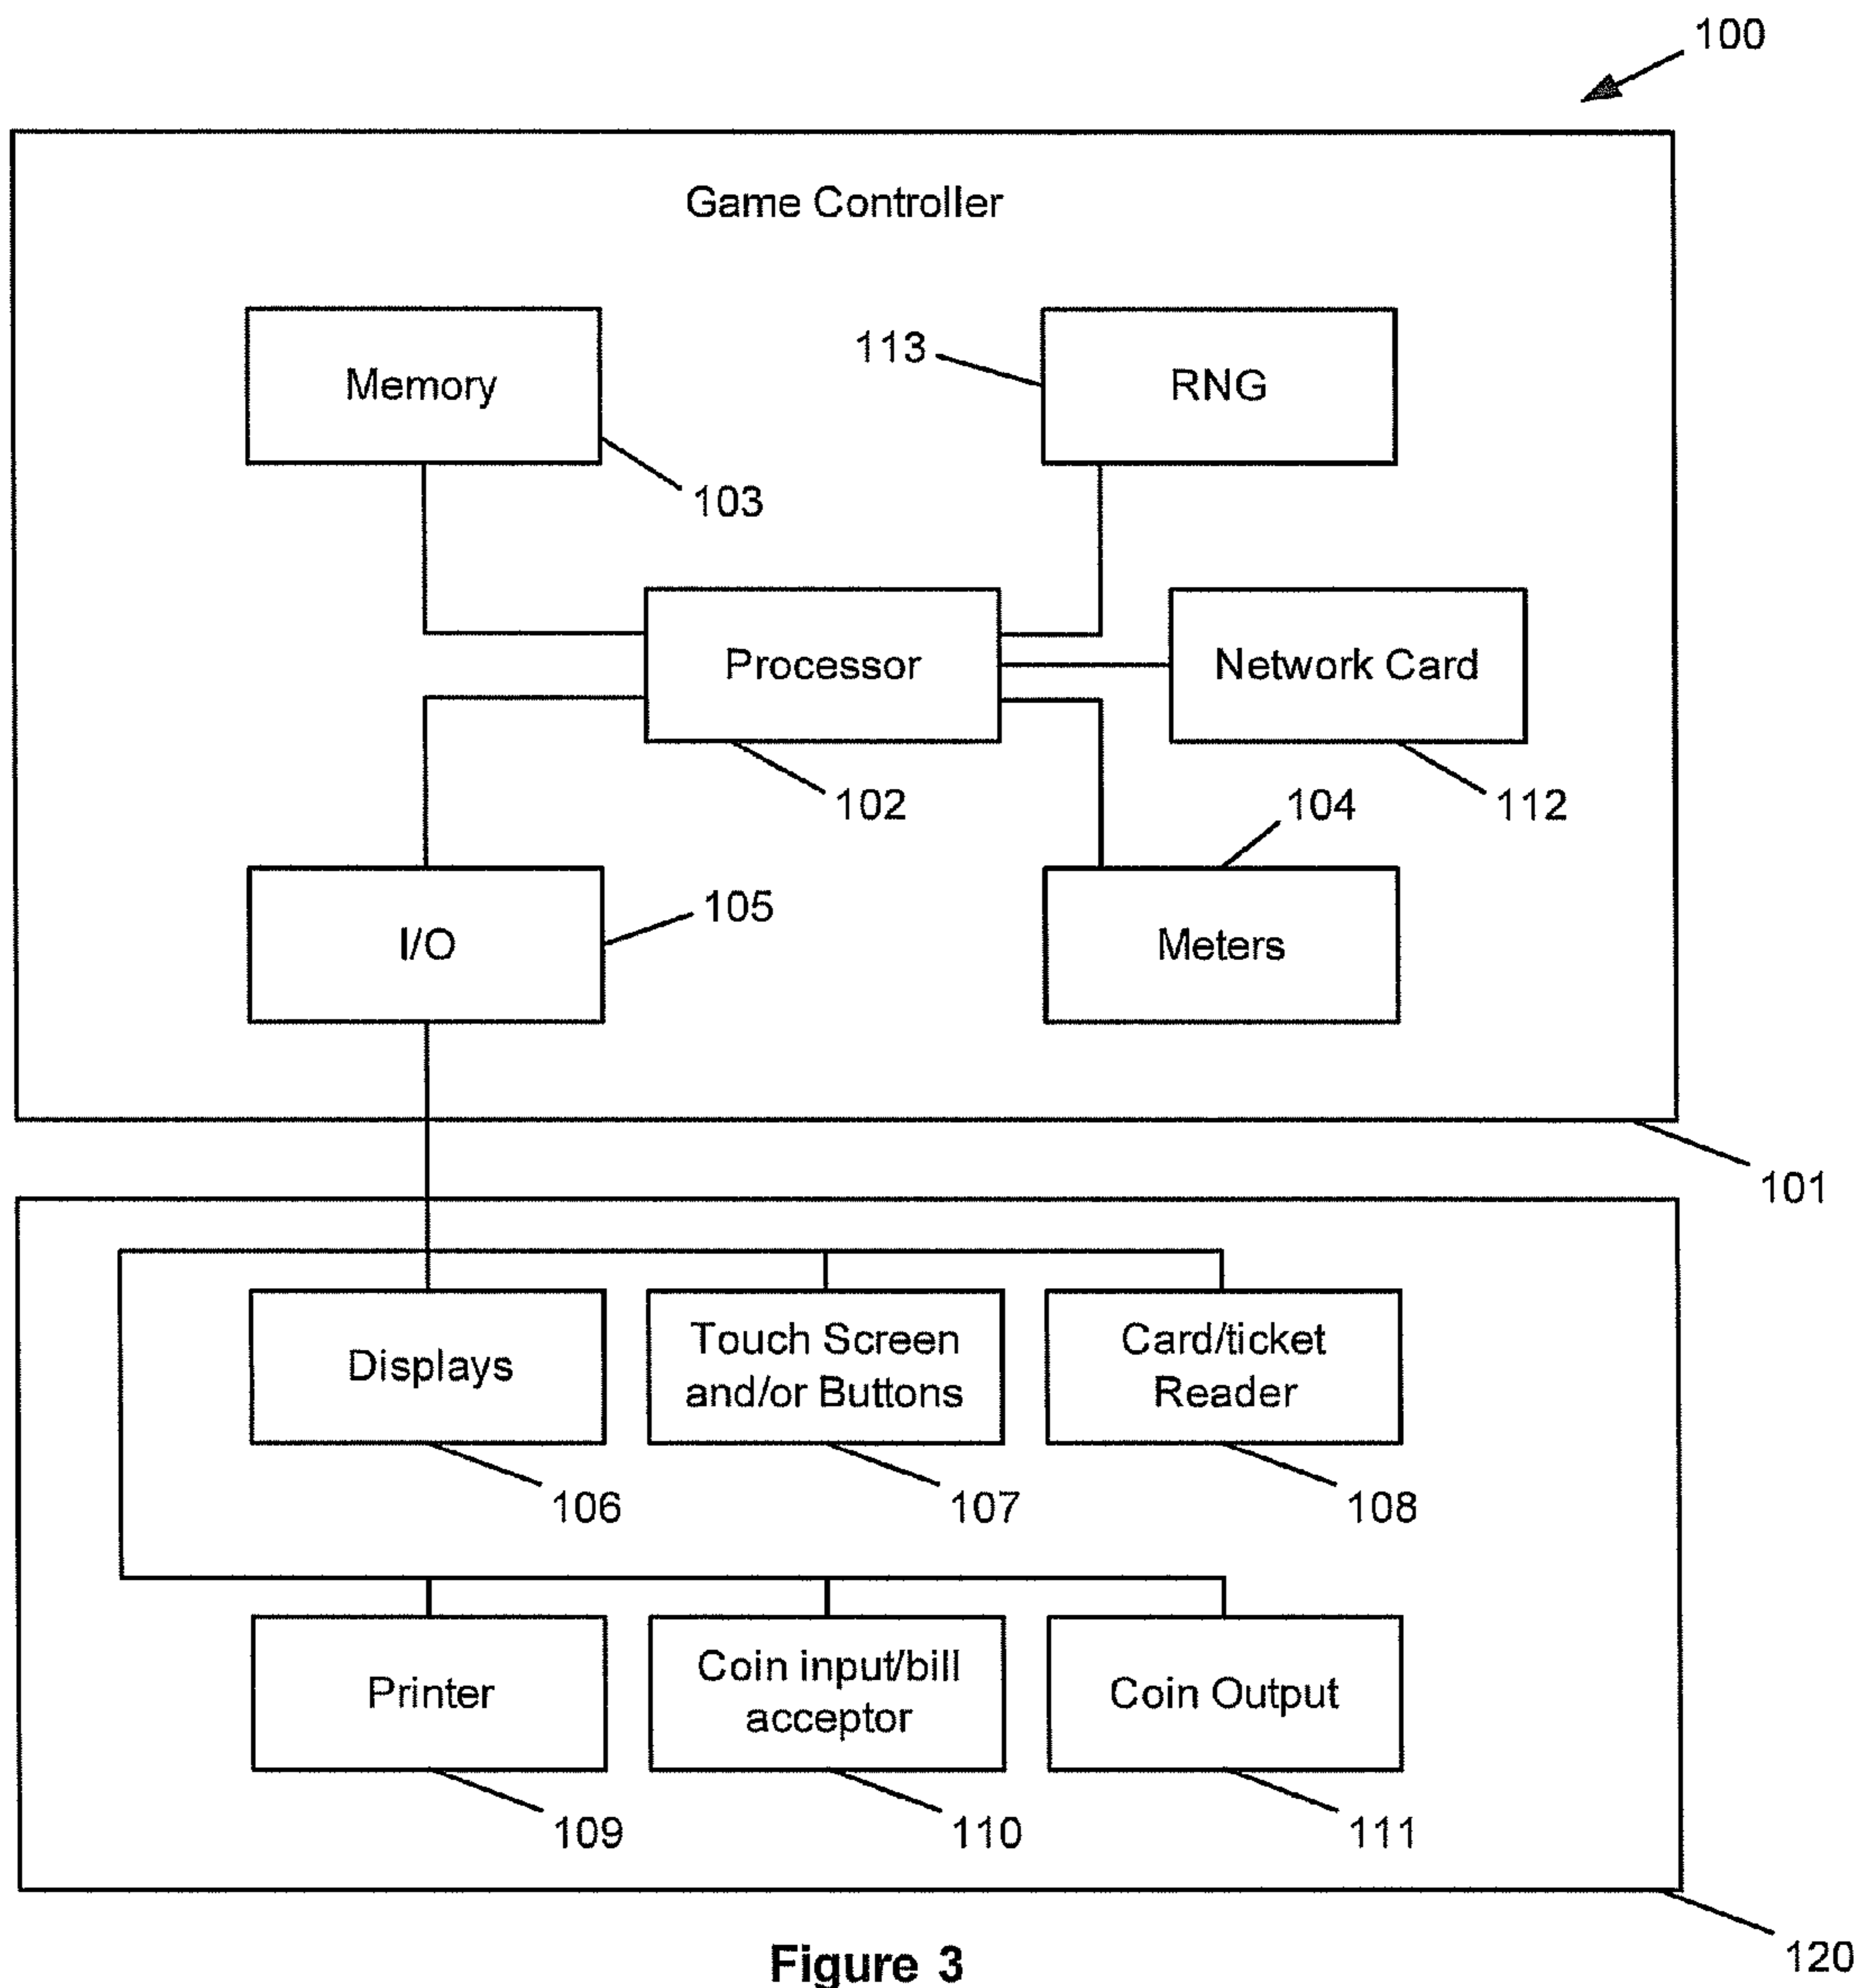 100
Game Controller
Memory
113
RNG
103
Processor
Network Card
102
104
112
I/O
105
Meters
101
Displays
Touch Screen
and/or Buttons
Card/ticket
Reader
106
107
108
Printer
Coin input/bill
acceptor
Coin Output
109
110
111
120
Figure 3